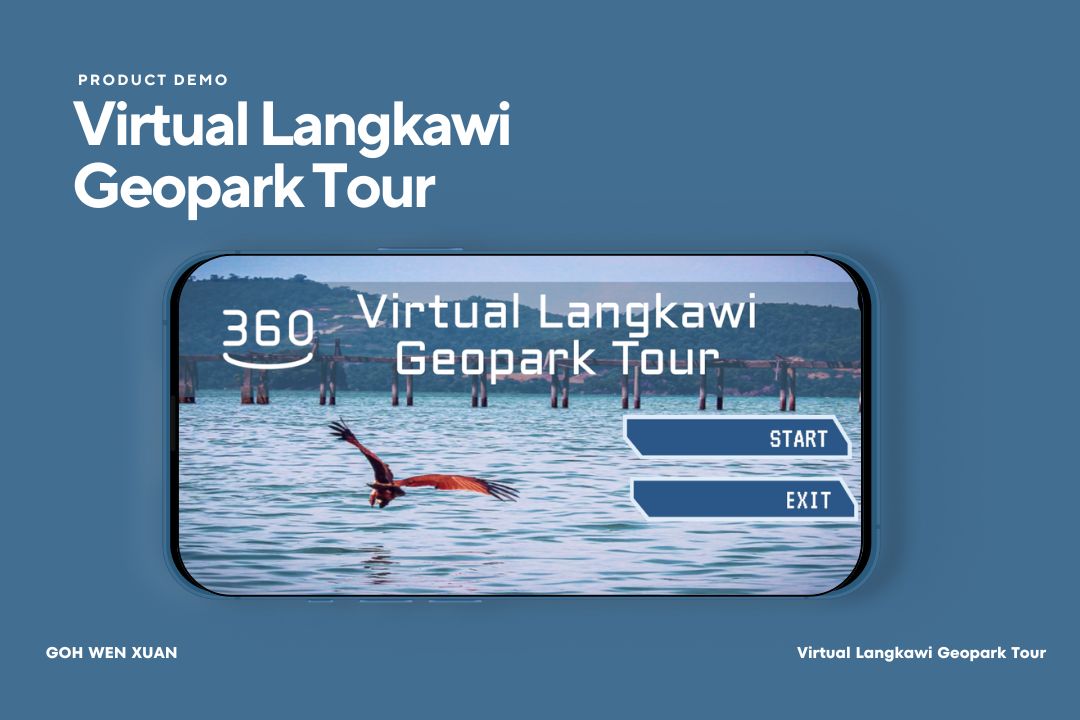 PRODUCT DEMO
Virtual Langkawi
Geopark Tour
360
Virtual Langkawi
Geopark Tour
START
EXIT
GOH WEN XUAN
Virtual Langkawi Geopark Tour